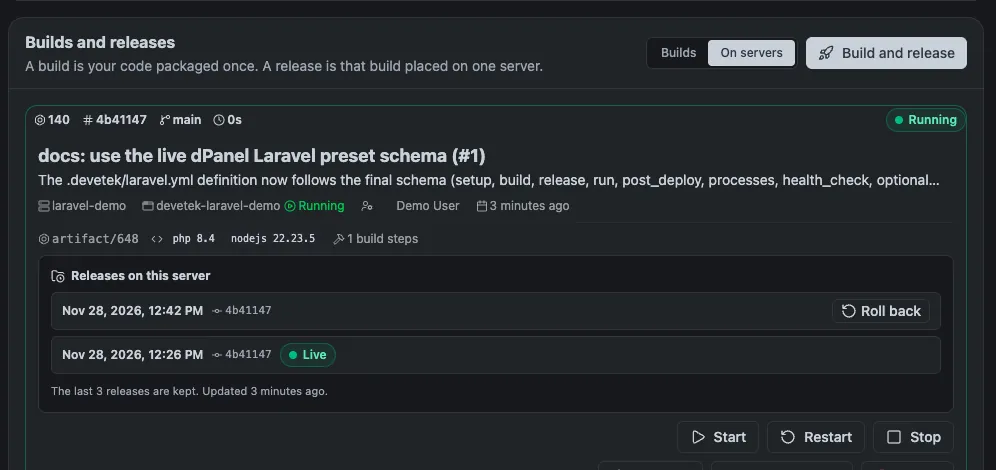 Builds and releases
A build is your code packaged once. A release is that build placed on one server.
Builds On servers Build and release
140 # 4b41147 main 0s Running
docs: use the live dPanel Laravel preset schema (#1)
The .devetek/laravel.yml definition now follows the final schema (setup, build, release, run, post_deploy, processes, health_check, optional...
laravel-demo devetek-laravel-demo Running Demo User 3 minutes ago
artifact/648 <> php 8.4 nodejs 22.23.5 1 build steps
Releases on this server
Nov 28, 2026, 12:42 PM 4b41147 Roll back
Nov 28, 2026, 12:26 PM 4b41147 Live
The last 3 releases are kept. Updated 3 minutes ago.
Start Restart Stop